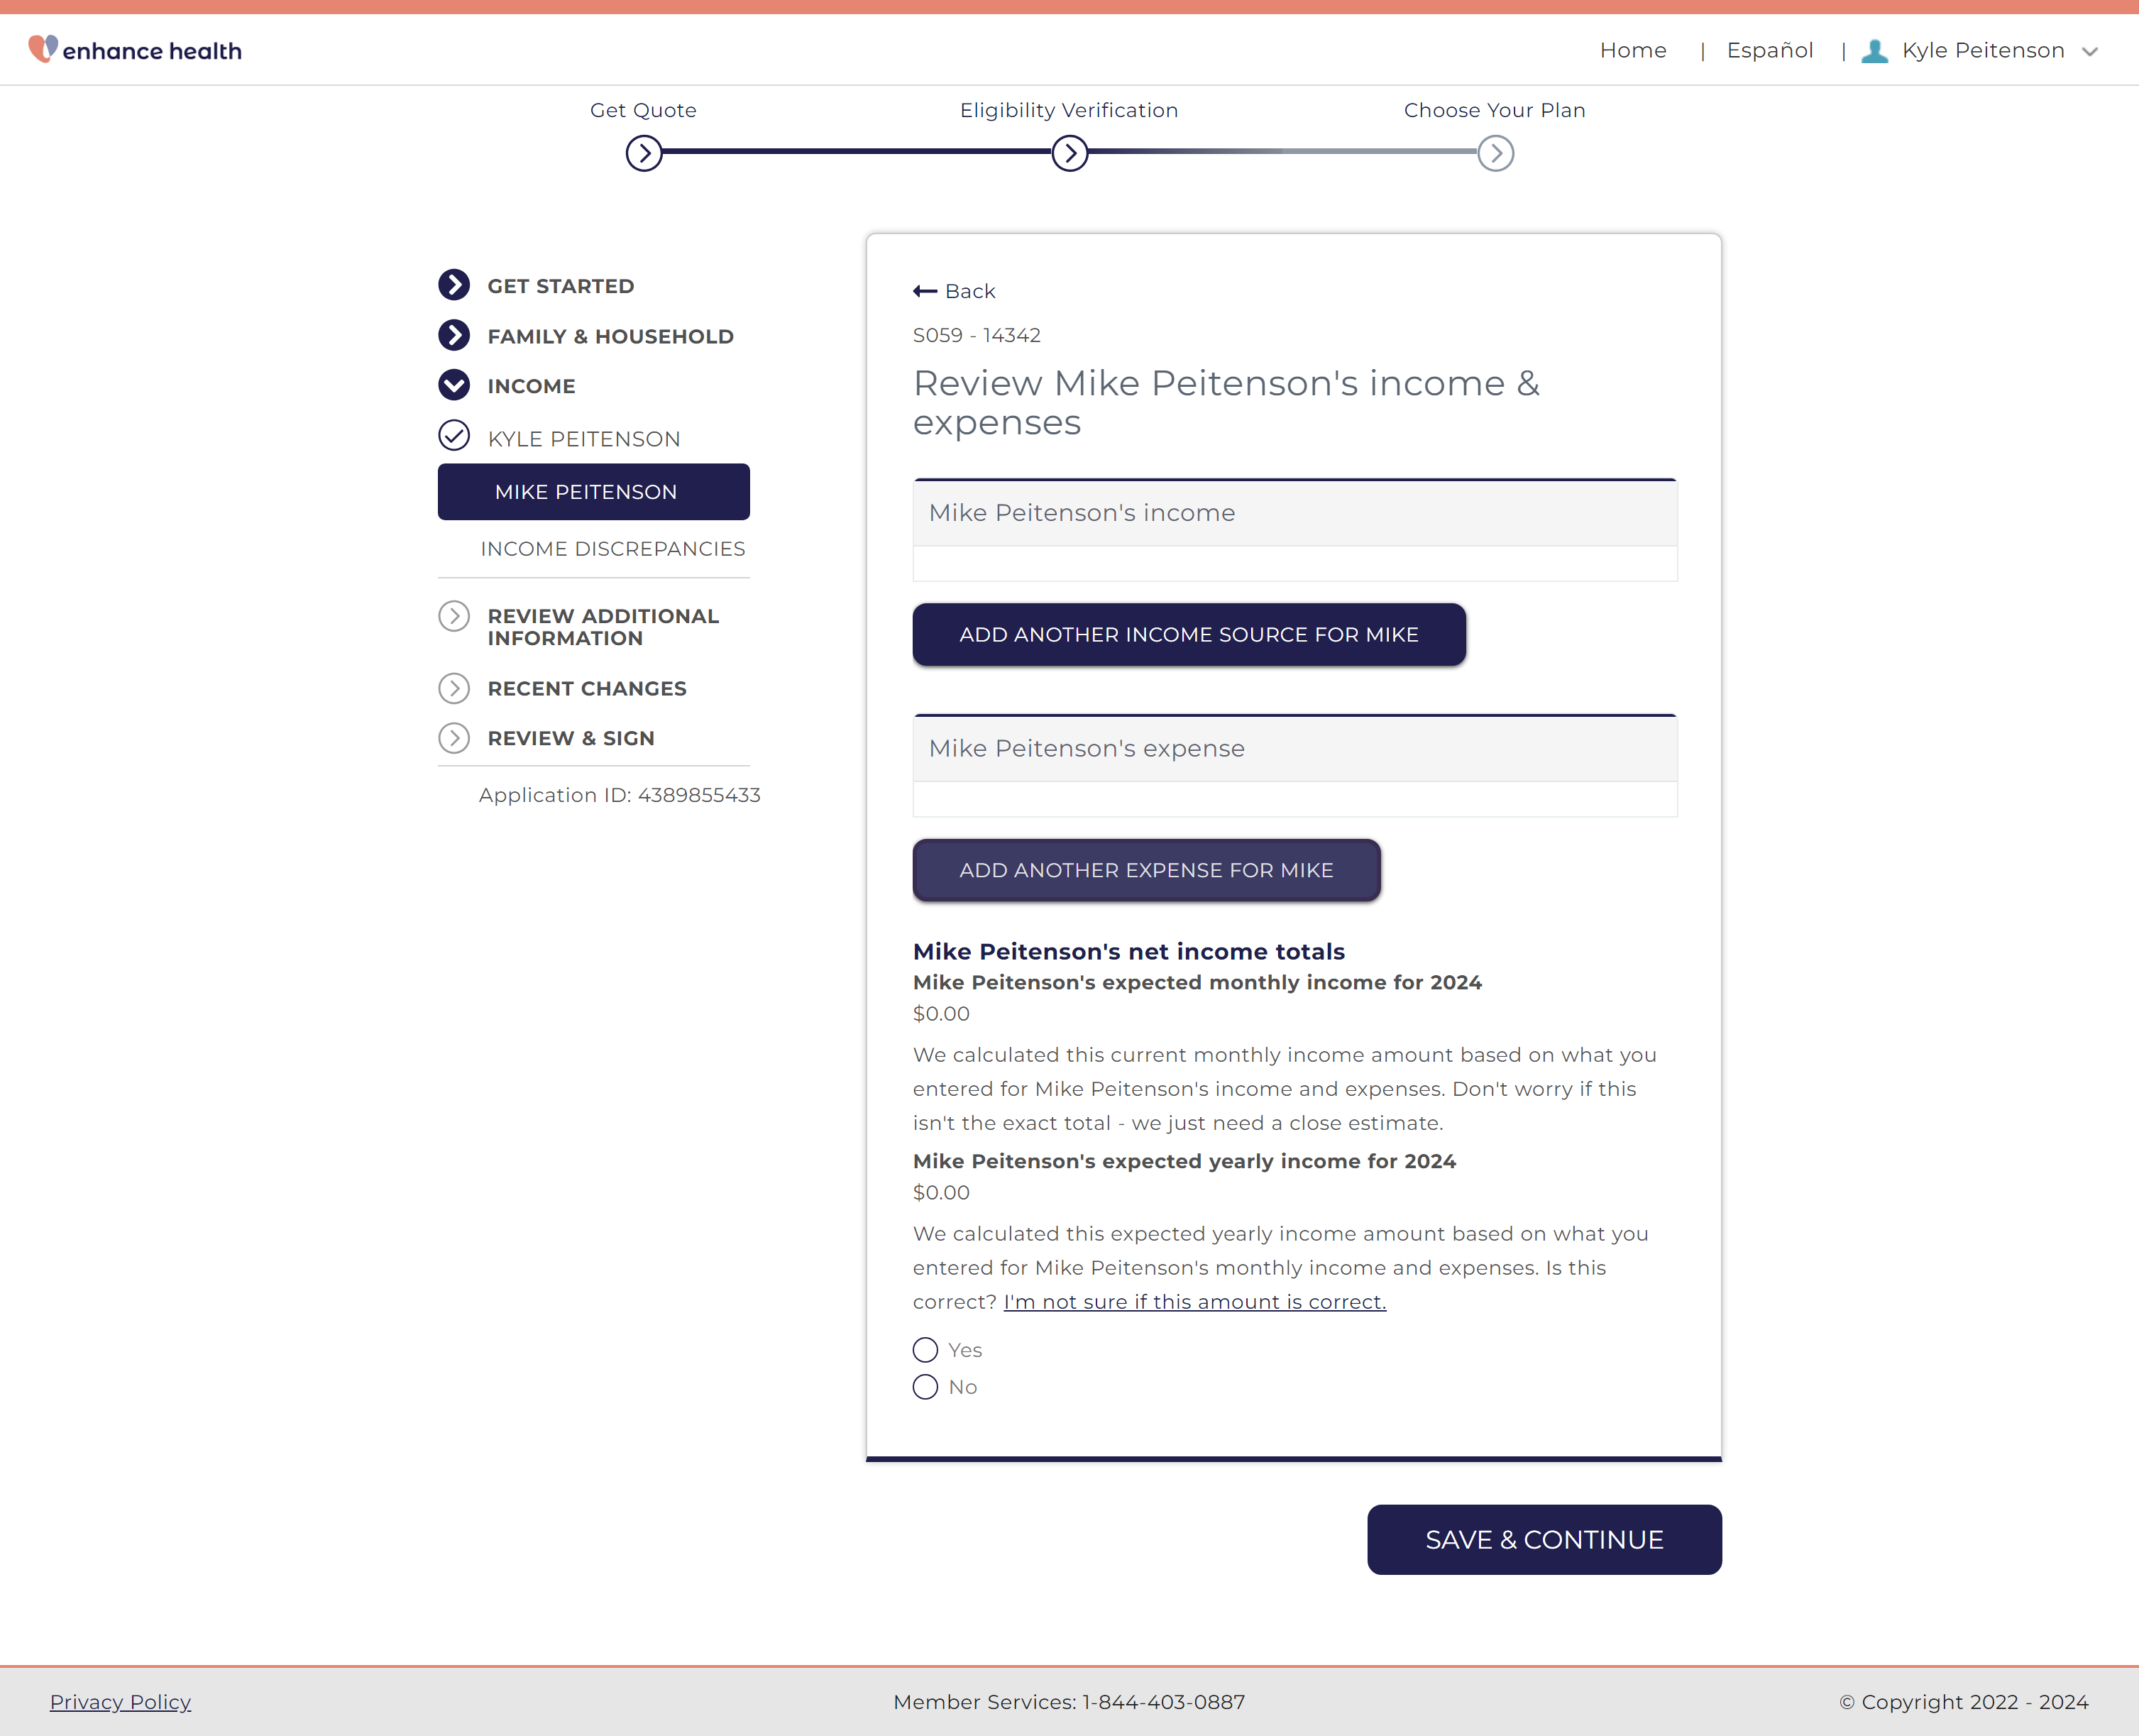 enhance health
Home | Español | Kyle Peitenson
Get Quote
Eligibility Verification
Choose Your Plan
GET STARTED
FAMILY & HOUSEHOLD
INCOME
KYLE PEITENSON
MIKE PEITENSON
INCOME DISCREPANCIES
REVIEW ADDITIONAL
INFORMATION
RECENT CHANGES
REVIEW & SIGN
Application ID: 4389855433
Back
S059 - 14342
Review Mike Peitenson's income &
expenses
Mike Peitenson's income
ADD ANOTHER INCOME SOURCE FOR MIKE
Mike Peitenson's expense
ADD ANOTHER EXPENSE FOR MIKE
Mike Peitenson's net income totals
Mike Peitenson's expected monthly income for 2024
$0.00
We calculated this current monthly income amount based on what you
entered for Mike Peitenson's income and expenses. Don't worry if this
isn't the exact total - we just need a close estimate.
Mike Peitenson's expected yearly income for 2024
$0.00
We calculated this expected yearly income amount based on what you
entered for Mike Peitenson's monthly income and expenses. Is this
correct? I'm not sure if this amount is correct.
Yes
No
SAVE & CONTINUE
Privacy Policy
Member Services: 1-844-403-0887
© Copyright 2022 - 2024